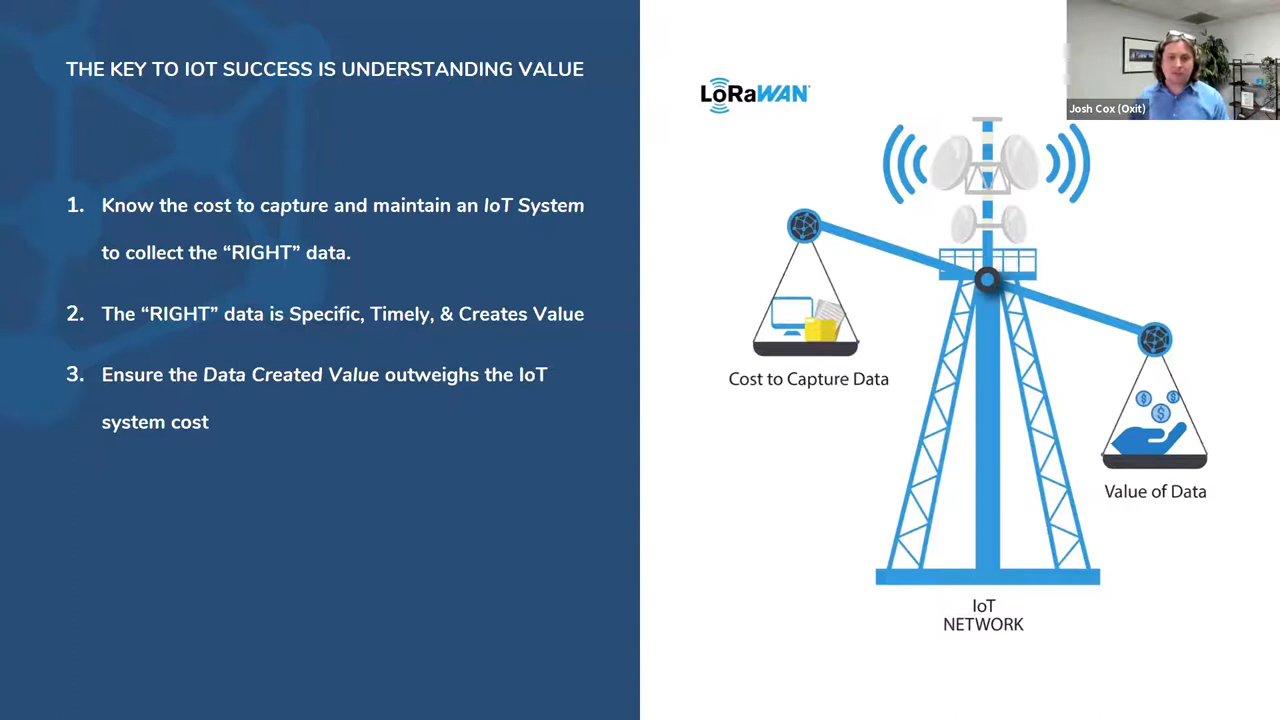 THE KEY TO IOT SUCCESS IS UNDERSTANDING VALUE
1. Know the cost to capture and maintain an IoT System
to collect the “RIGHT” data.
2. The “RIGHT” data is Specific, Timely, & Creates Value
3. Ensure the Data Created Value outweighs the IoT
system cost
LoRaWAN
Josh Cox (Oxit)
Cost to Capture Data
Value of Data
IoT
NETWORK